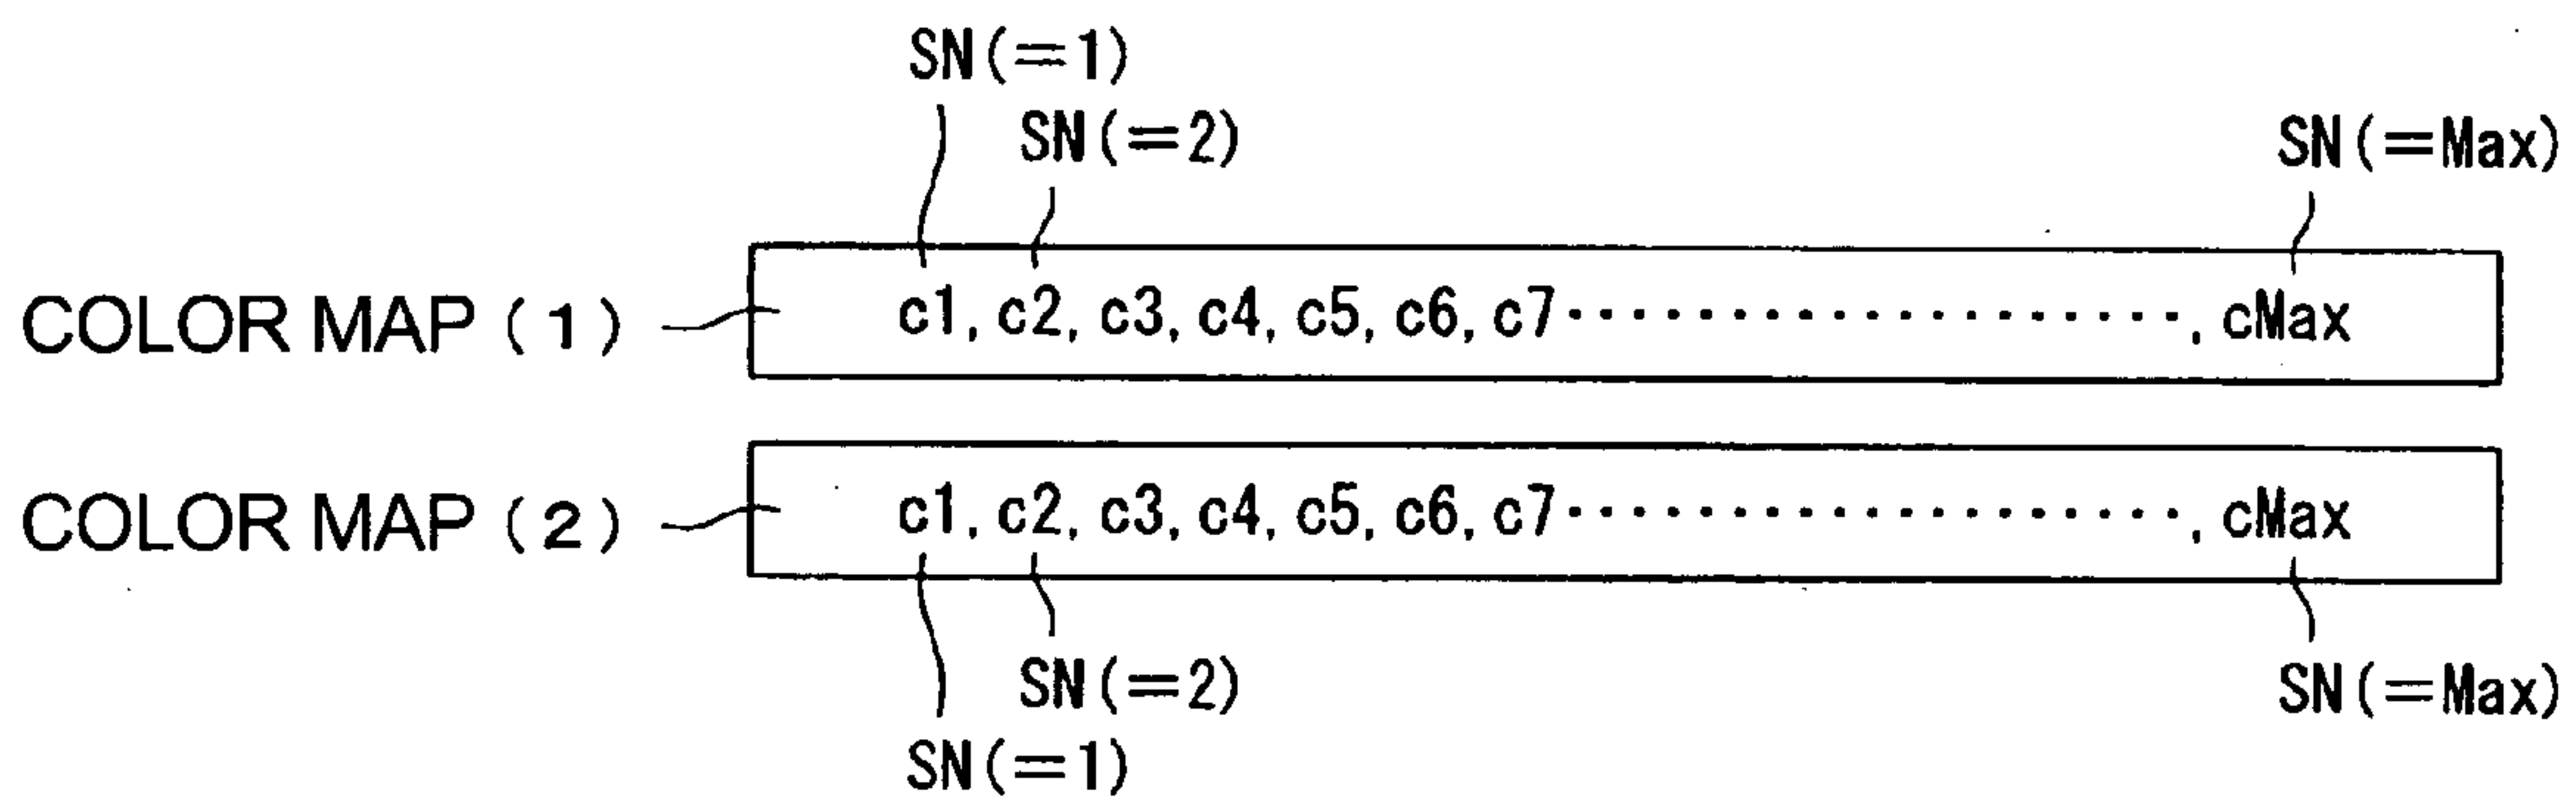 SN(=1)
SN(=2)
SN(=Max)
COLOR MAP (1)
c1, c2, c3, c4, c5, c6, c7····················, cMax
COLOR MAP (2)
c1, c2, c3, c4, c5, c6, c7····················, cMax
SN(=2)
SN(=Max)
SN(=1)